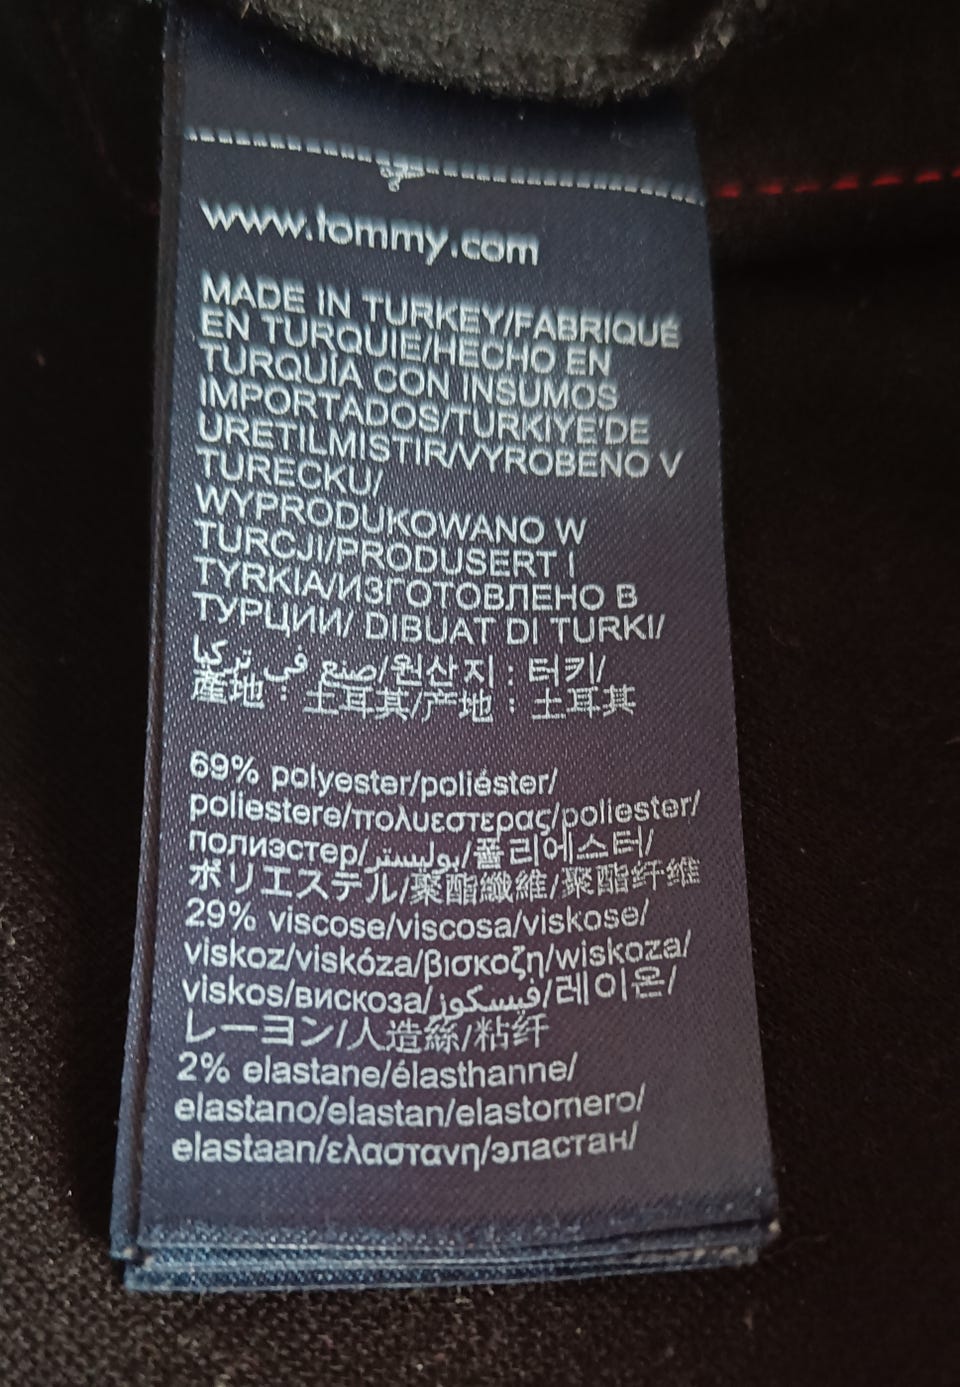 www.tommy.com
MADE IN TURKEY/FABRIQUÉ
EN TURQUIE/HECHO EN
TURQUÍA CON INSUMOS
IMPORTADOS/TURKIYE'DE
URETILMISTIR/VYROBENO V
TURECKU/
WYPRODUKOWANO W
TURCJI/PRODUSERT I
TYRKIA/ИЗГОТОВЛЕНО В
ТУРЦИИ/ DIBUAT DI TURKI/
صنع في تركيا/원산지 : 터키/
產地 : 土耳其/产地 : 土耳其
69% polyester/poliéster/
poliestere/πολυεστερας/poliester/
полиэстер/بوليستر/폴리에스터/
ポリエステル/聚酯纖維/聚酯纤维
29% viscose/viscosa/viskose/
viskoz/viskóza/βισκοζη/wiskoza/
viskos/вискоза/فيسكوز/레이온/
レーヨン/人造絲/粘纤
2% elastane/élasthanne/
elastano/elastan/elastomero/
elastaan/ελαστανη/эластан/